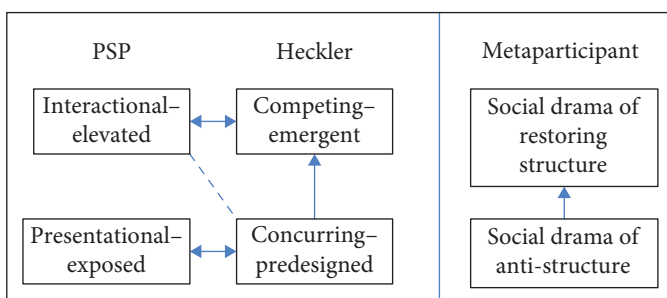 PSP Heckler Metaparticipant
Interactional–
elevated
Competing–
emergent
Social drama of
restoring
structure
Presentational–
exposed
Concurring–
predesigned
Social drama of
anti-structure